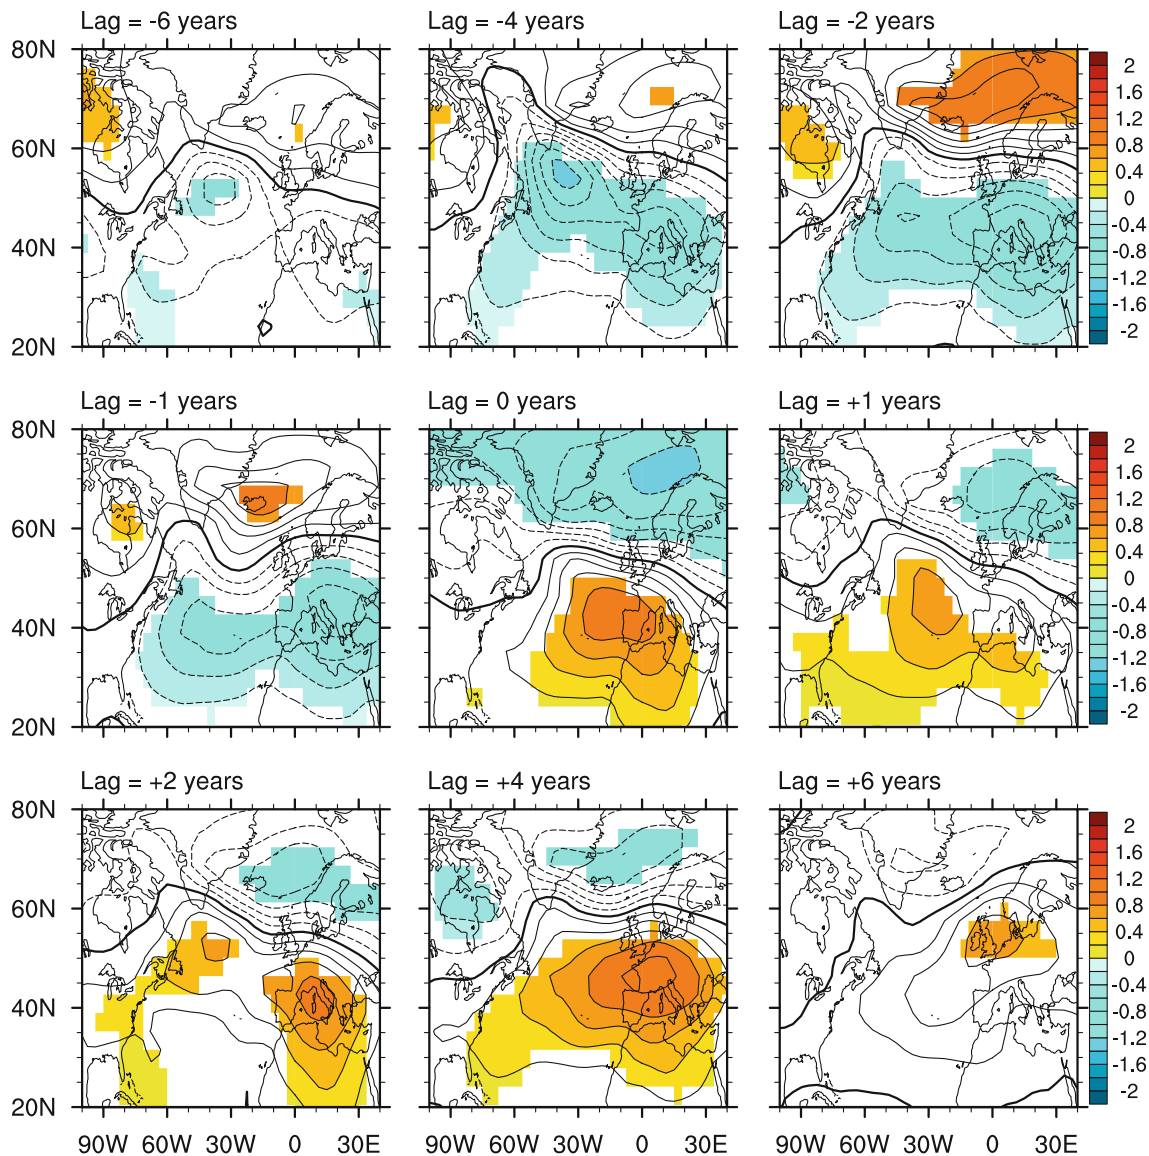 Lag = -6 years
Lag = -4 years
Lag = -2 years
80N
60N
40N
20N
2
1.6
1.2
0.8
0.4
0
-0.4
-0.8
-1.2
-1.6
-2
Lag = -1 years
Lag = 0 years
Lag = +1 years
80N
60N
40N
20N
2
1.6
1.2
0.8
0.4
0
-0.4
-0.8
-1.2
-1.6
-2
Lag = +2 years
Lag = +4 years
Lag = +6 years
80N
60N
40N
20N
2
1.6
1.2
0.8
0.4
0
-0.4
-0.8
-1.2
-1.6
-2
90W 60W 30W 0 30E
90W 60W 30W 0 30E
90W 60W 30W 0 30E